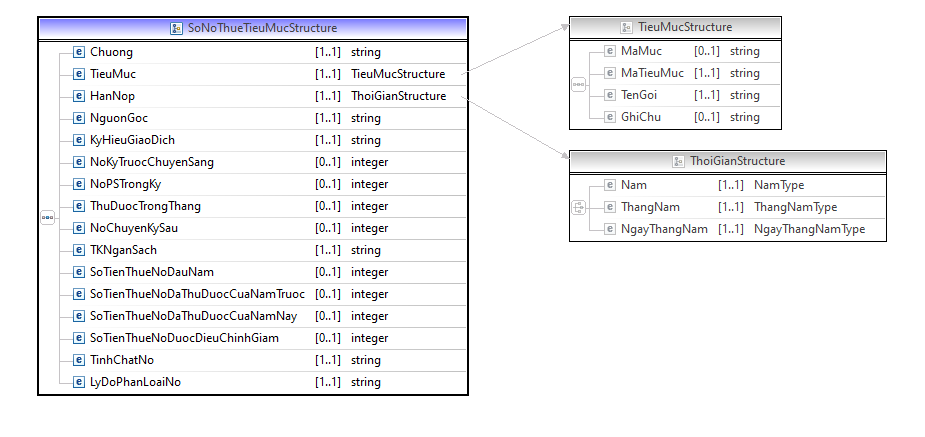 SoNoThueTieuMucStructure
e Chuong [1..1] string
e TieuMuc [1..1] TieuMucStructure
e HanNop [1..1] ThoiGianStructure
e NguonGoc [1..1] string
e KyHieuGiaoDich [1..1] string
e NoKyTruocChuyenSang [0..1] integer
e NoPSTrongKy [0..1] integer
e ThuDuocTrongThang [0..1] integer
e NoChuyenKySau [0..1] integer
e TKNganSach [1..1] string
e SoTienThueNoDauNam [0..1] integer
e SoTienThueNoDaThuDuocCuaNamTruoc [0..1] integer
e SoTienThueNoDaThuDuocCuaNamNay [0..1] integer
e SoTienThueNoDuocDieuChinhGiam [0..1] integer
e TinhChatNo [1..1] string
e LyDoPhanLoaiNo [1..1] string
TieuMucStructure
e MaMuc [0..1] string
e MaTieuMuc [1..1] string
e TenGoi [1..1] string
e GhiChu [0..1] string
ThoiGianStructure
e Nam [1..1] NamType
e ThangNam [1..1] ThangNamType
e NgayThangNam [1..1] NgayThangNamType